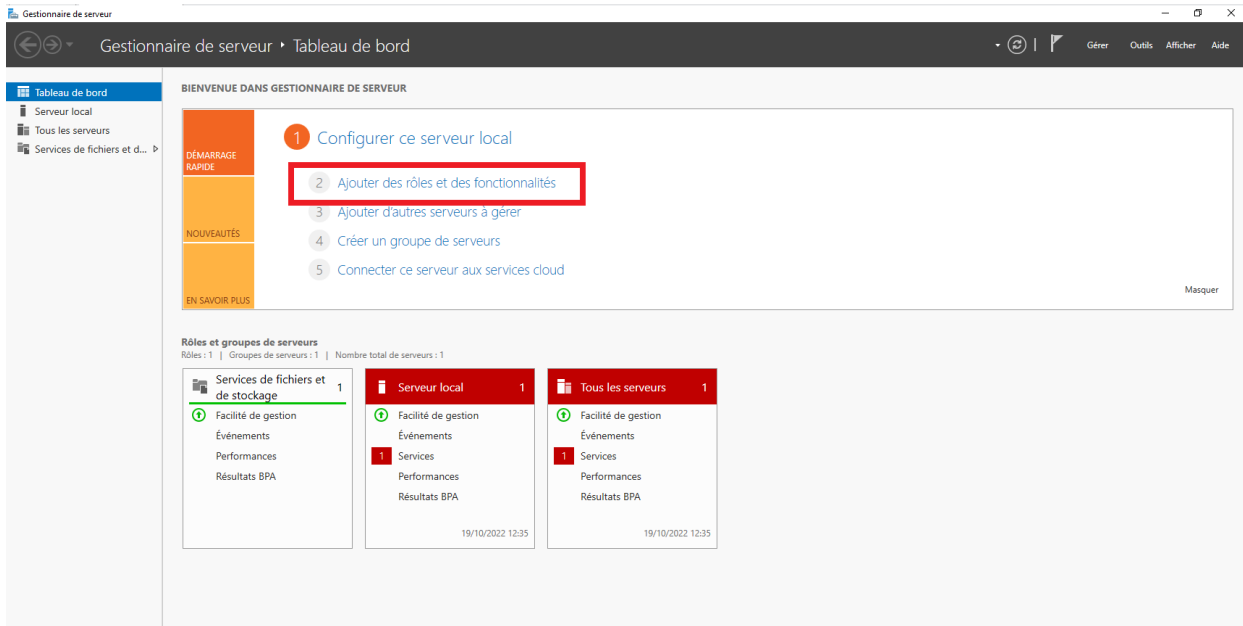 Gestionnaire de serveur
Gestionnaire de serveur • Tableau de bord
Gérer Outils Afficher Aide
Tableau de bord
Serveur local
Tous les serveurs
Services de fichiers et d...
BIENVENUE DANS GESTIONNAIRE DE SERVEUR
DÉMARRAGE
RAPIDE
NOUVEAUTÉS
EN SAVOIR PLUS
1 Configurer ce serveur local
2 Ajouter des rôles et des fonctionnalités
3 Ajouter d'autres serveurs à gérer
4 Créer un groupe de serveurs
5 Connecter ce serveur aux services cloud
Masquer
Rôles et groupes de serveurs
Rôles : 1 | Groupes de serveurs : 1 | Nombre total de serveurs : 1
Services de fichiers et
de stockage
1
Facilité de gestion
Événements
Performances
Résultats BPA
Serveur local 1
Facilité de gestion
Événements
1 Services
Performances
Résultats BPA
19/10/2022 12:35
Tous les serveurs 1
Facilité de gestion
Événements
1 Services
Performances
Résultats BPA
19/10/2022 12:35